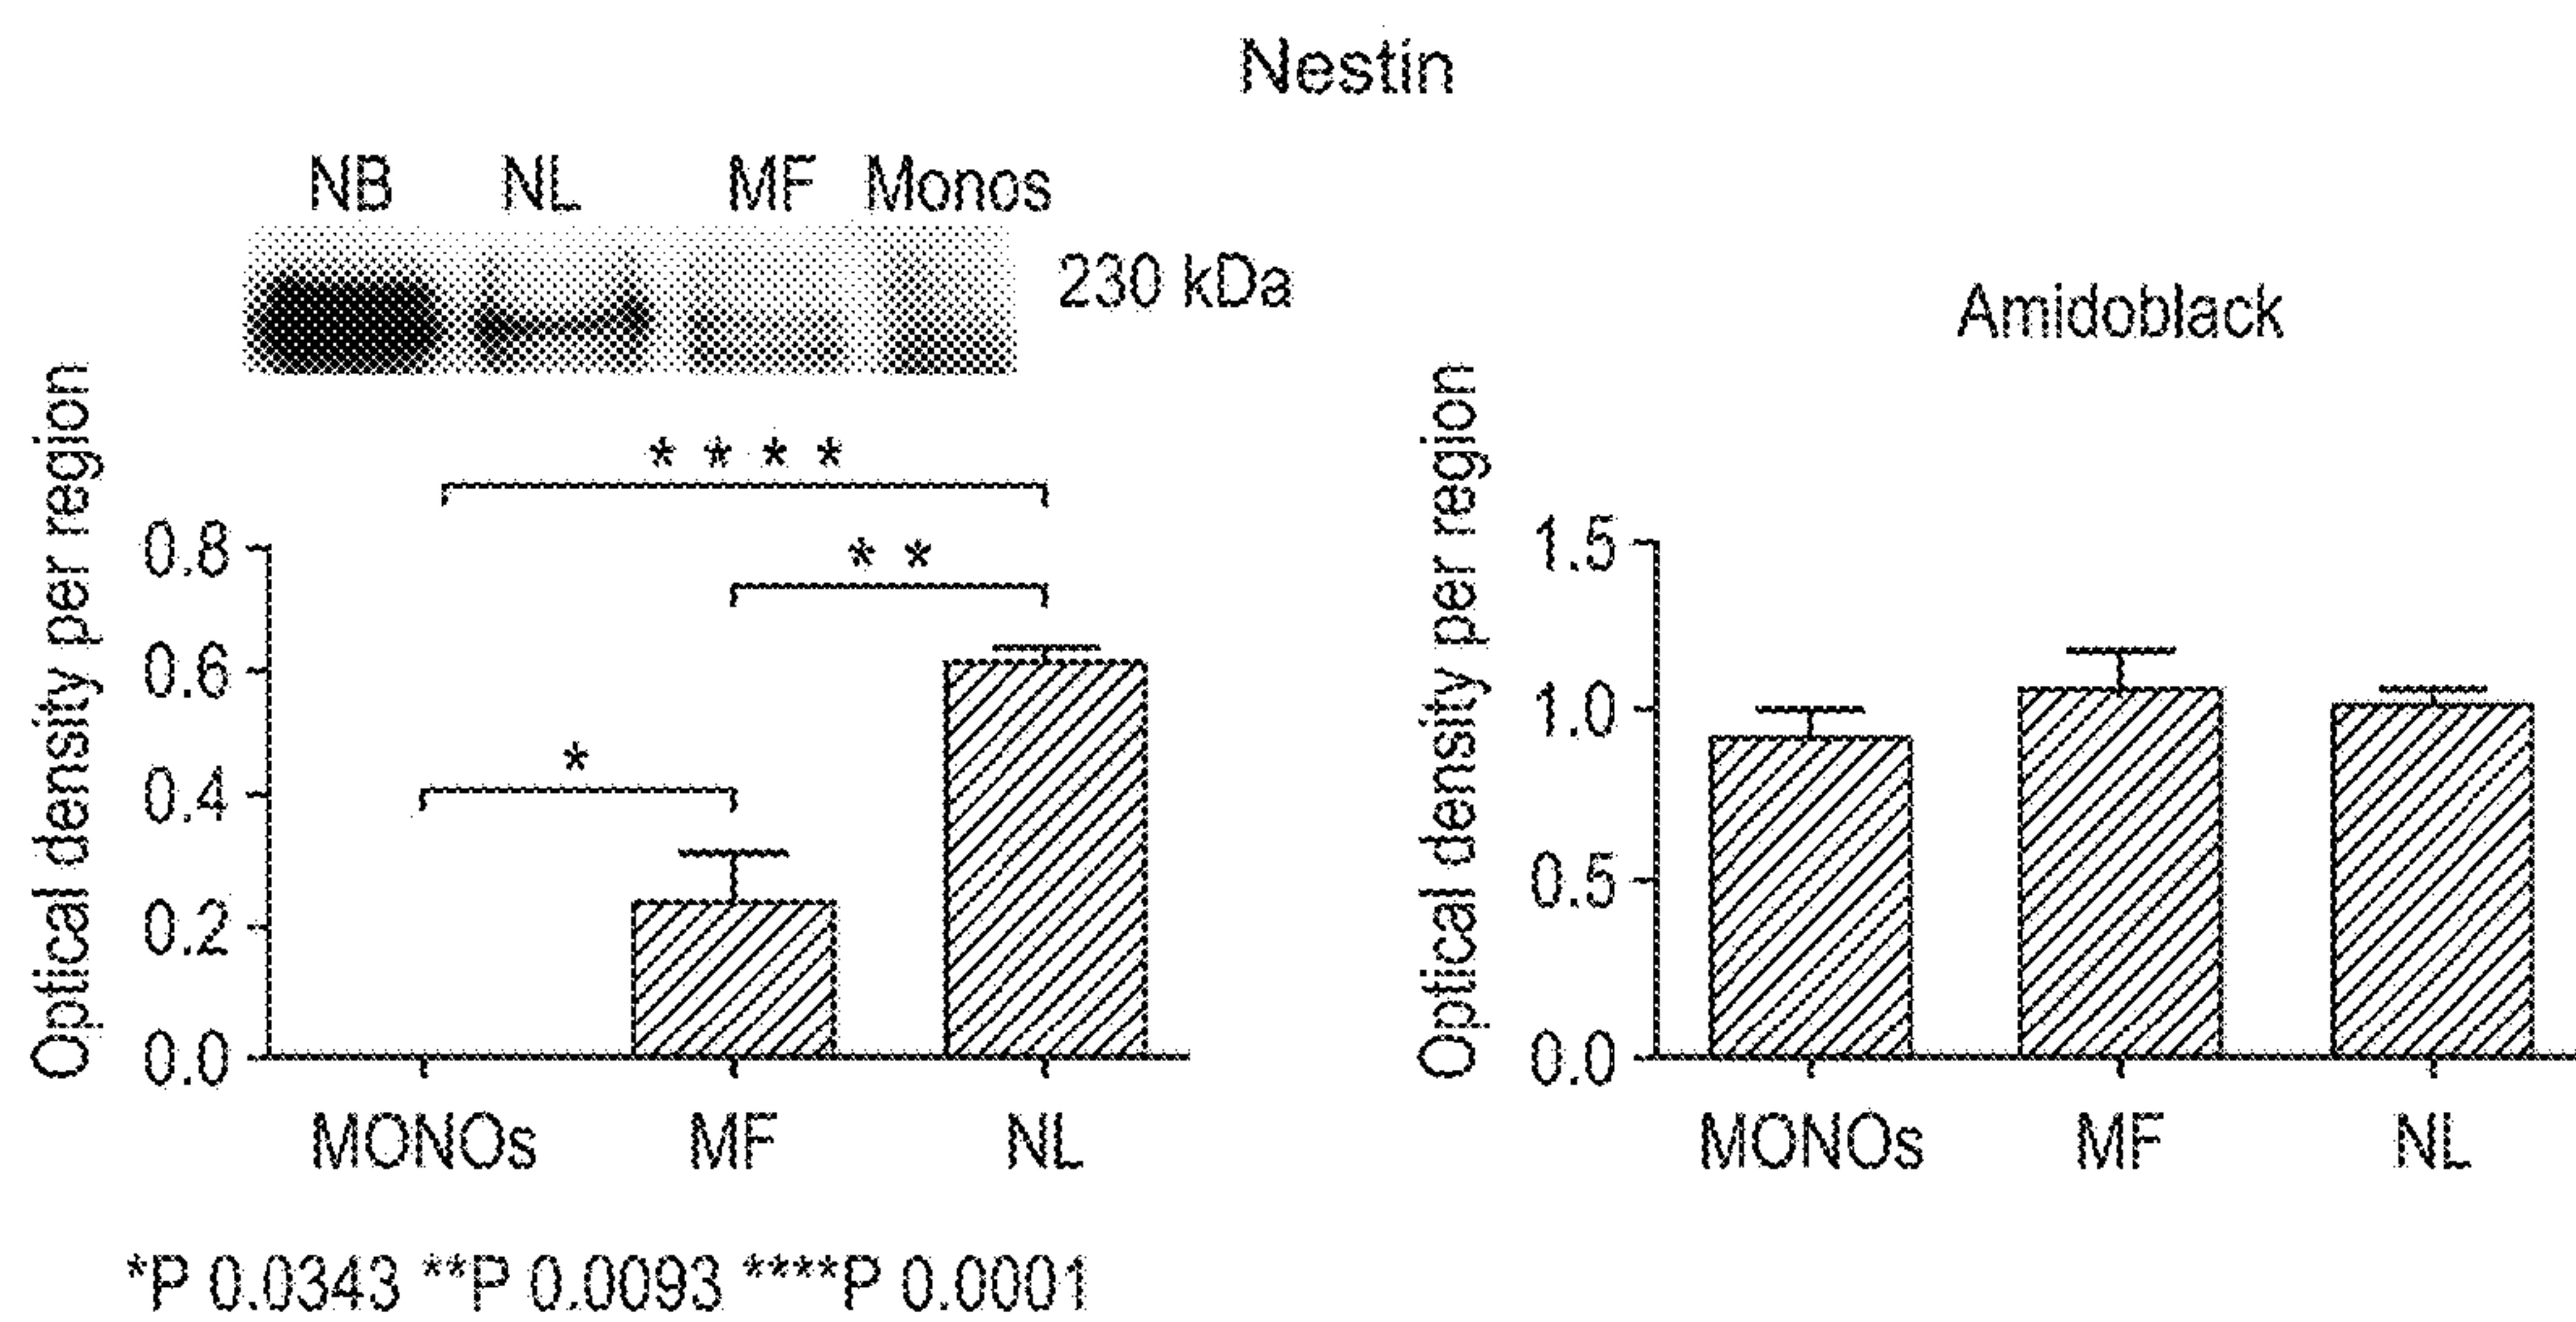 Nestin
NB NL MF Monos
230 kDa
Optical density per region
* * * *
* *
*
0.8
0.6
0.4
0.2
0.0
MONOs MF NL
*P 0.0343 **P 0.0093 ****P 0.0001
Amidoblack
Optical density per region
1.5
1.0
0.5
0.0
MONOs MF NL